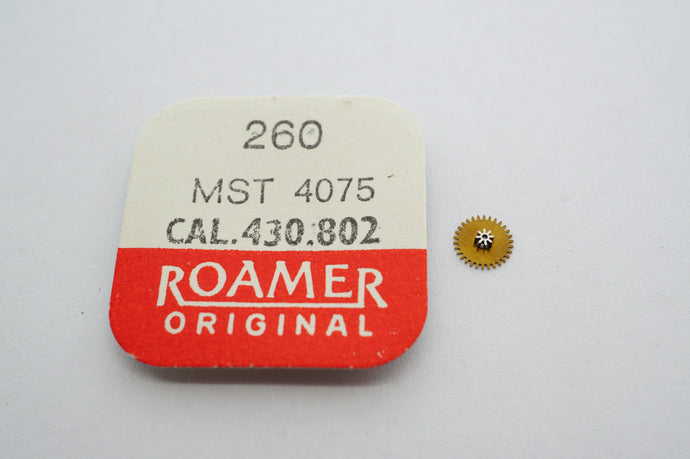 260
MST 4075
CAL.430.802
ROAMER
ORIGINAL